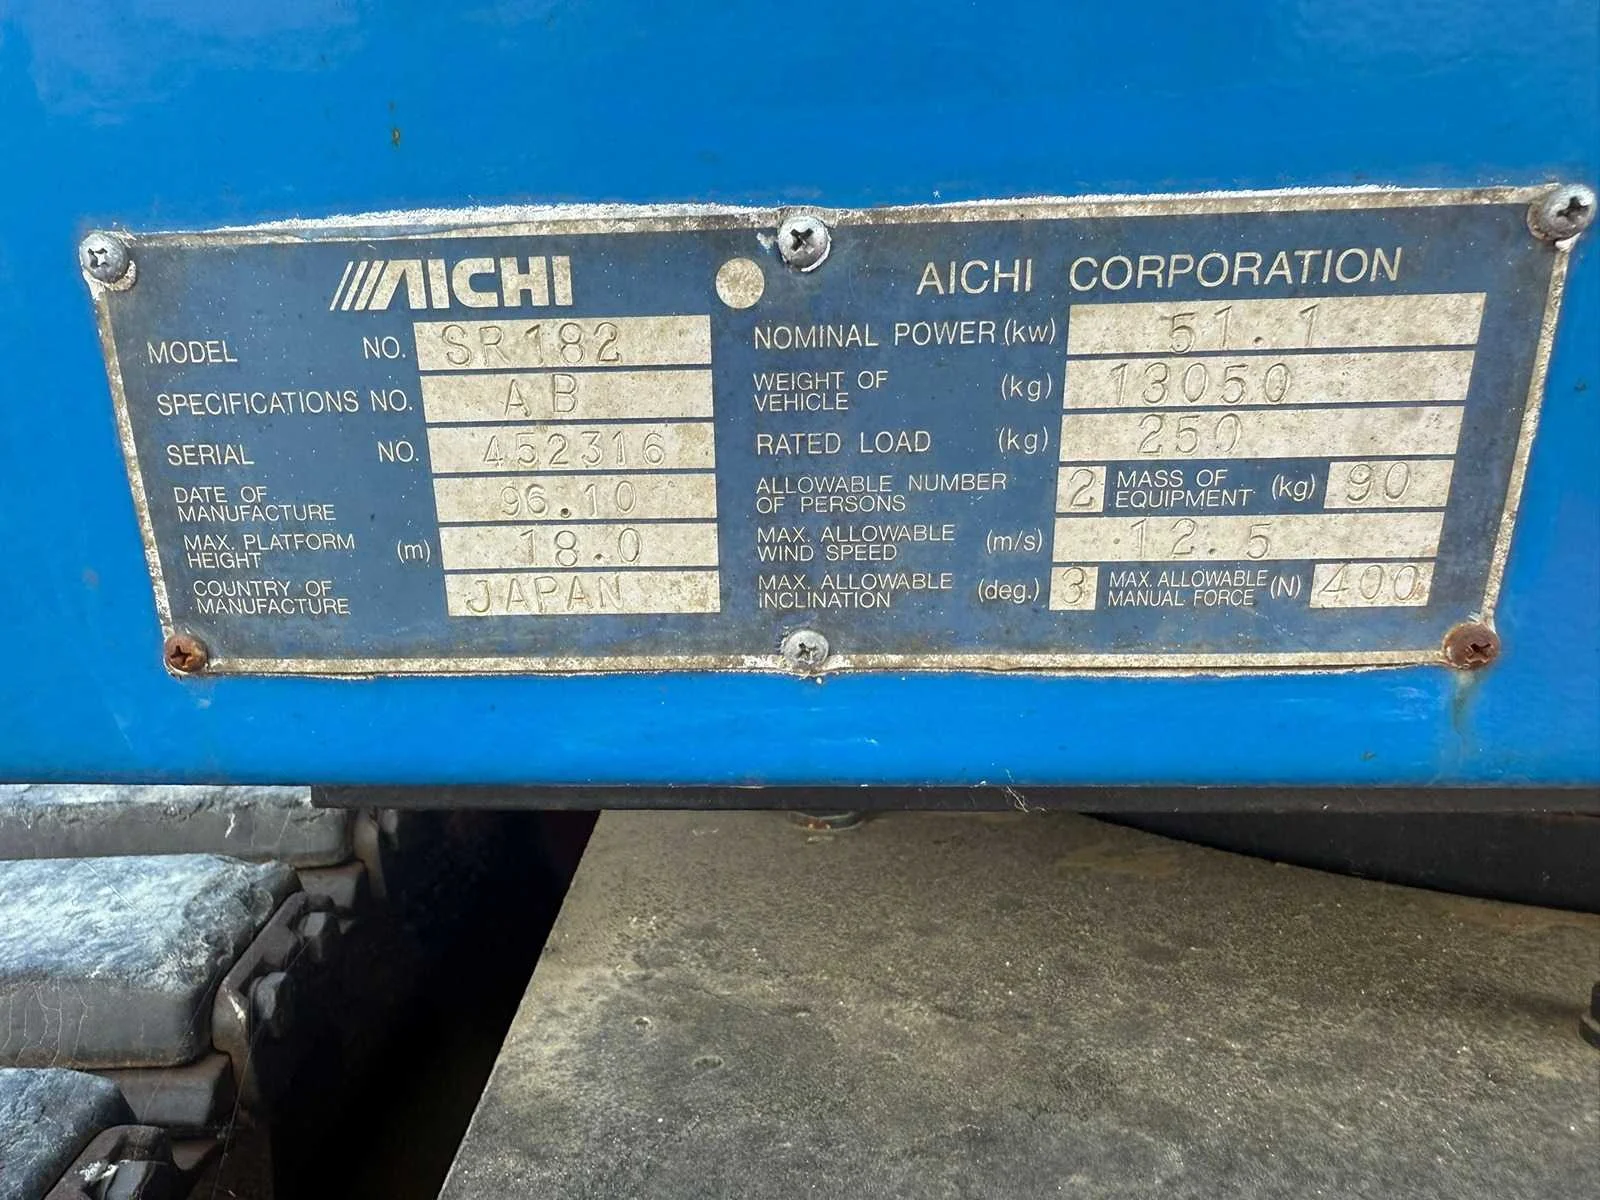 AICHI
MODEL NO. SR182
SPECIFICATIONS NO. AB
SERIAL NO. 452316
DATE OF MANUFACTURE 96.10
MAX. PLATFORM HEIGHT (m) 18.0
COUNTRY OF MANUFACTURE JAPAN
AICHI CORPORATION
NOMINAL POWER (kw) 51.1
WEIGHT OF VEHICLE (kg) 13050
RATED LOAD (kg) 250
ALLOWABLE NUMBER OF PERSONS 2 MASS OF EQUIPMENT (kg) 90
MAX. ALLOWABLE WIND SPEED (m/s) 12.5
MAX. ALLOWABLE INCLINATION (deg.) 3 MAX. ALLOWABLE MANUAL FORCE (N) 400